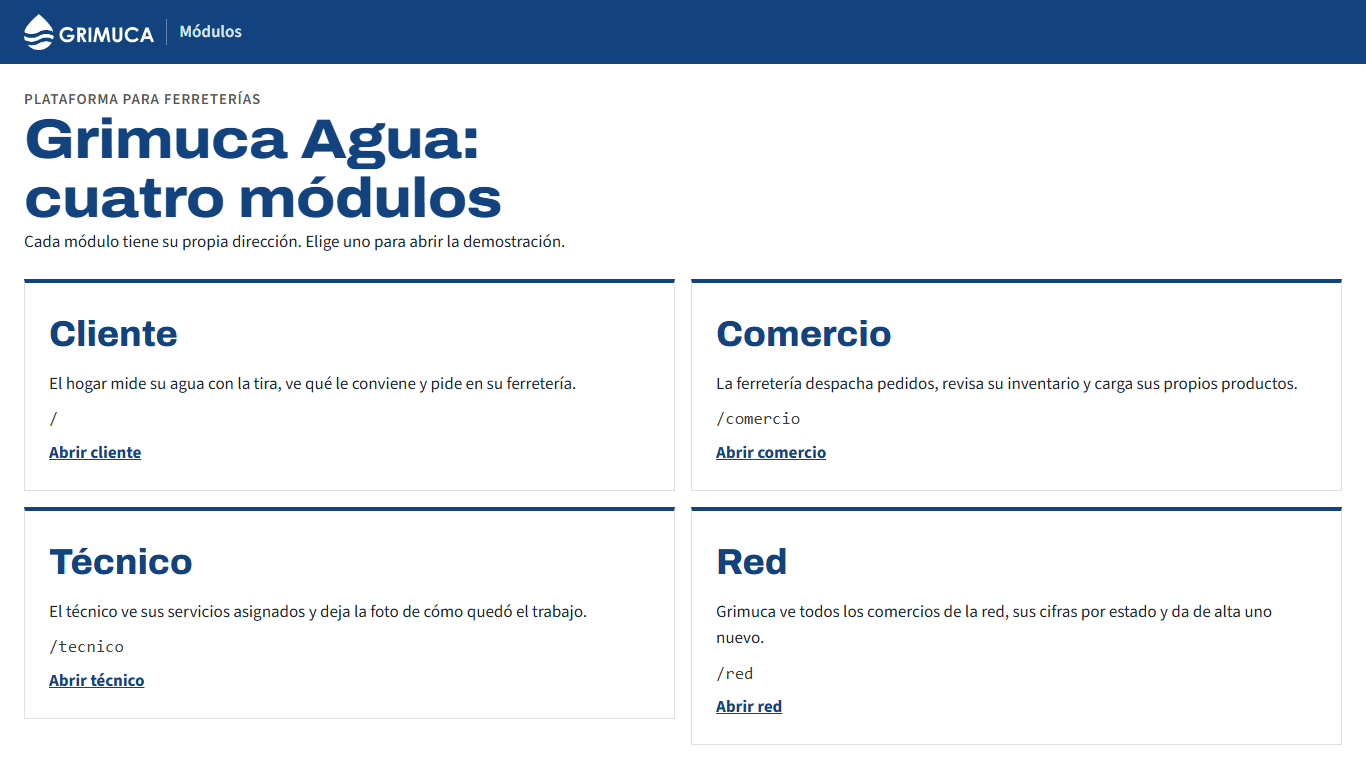 GRIMUCA
Módulos
PLATAFORMA PARA FERRETERÍAS
Grimuca Agua:
cuatro módulos
Cada módulo tiene su propia dirección. Elige uno para abrir la demostración.
Cliente
El hogar mide su agua con la tira, ve qué le conviene y pide en su ferretería.
/
Abrir cliente
Comercio
La ferretería despacha pedidos, revisa su inventario y carga sus propios productos.
/comercio
Abrir comercio
Técnico
El técnico ve sus servicios asignados y deja la foto de cómo quedó el trabajo.
/tecnico
Abrir técnico
Red
Grimuca ve todos los comercios de la red, sus cifras por estado y da de alta uno
nuevo.
/red
Abrir red